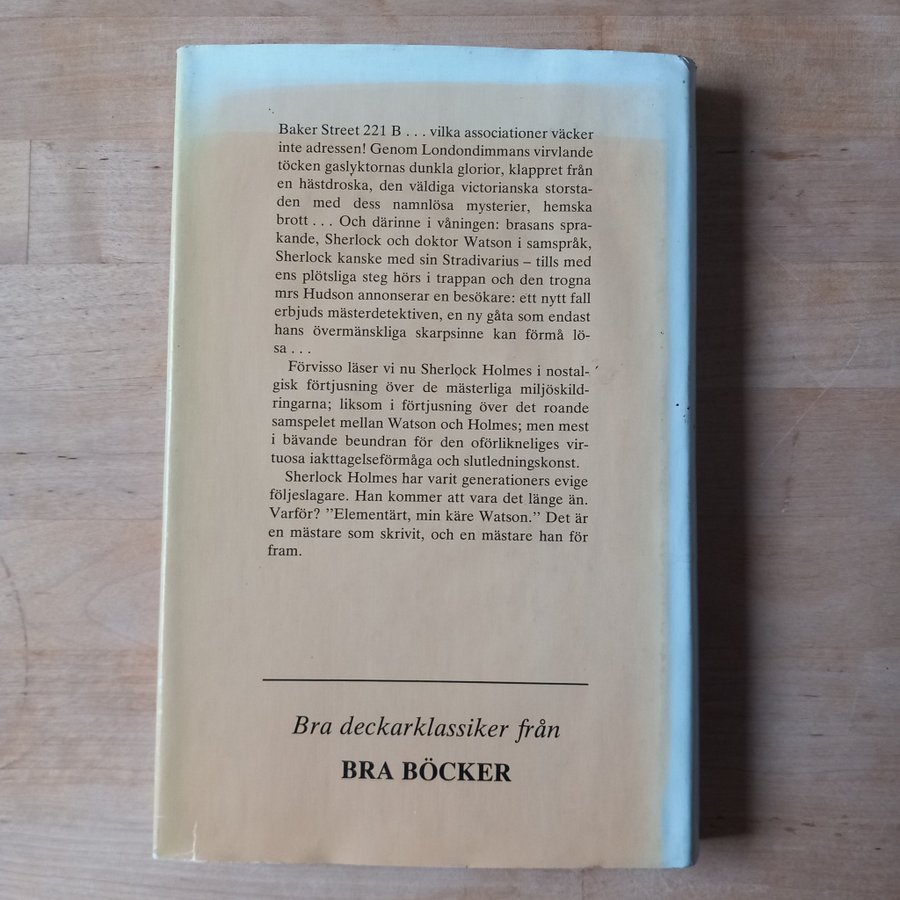 Baker Street 221 B . . . vilka associationer väcker
inte adressen! Genom Londondimmans virvlande
töcken gaslyktornas dunkla glorior, klappret från
en hästdroska, den väldiga victorianska storsta-
den med dess namnlösa mysterier, hemska
brott . . . Och därinne i våningen: brasans spra-
kande, Sherlock och doktor Watson i samspråk,
Sherlock kanske med sin Stradivarius – tills med
ens plötsliga steg hörs i trappan och den trogna
mrs Hudson annonserar en besökare: ett nytt fall
erbjuds mästerdetektiven, en ny gåta som endast
hans övermänskliga skarpsinne kan förmå lö-
sa . . .
Förvisso läser vi nu Sherlock Holmes i nostal-
gisk förtjusning över de mästerliga miljöskild-
ringarna; liksom i förtjusning över det roande
samspelet mellan Watson och Holmes; men mest
i bävande beundran för den oförlikneliges vir-
tuosa iakttagelseförmåga och slutledningskonst.
Sherlock Holmes har varit generationers evige
följeslagare. Han kommer att vara det länge än.
Varför? ”Elementärt, min käre Watson.” Det är
en mästare som skrivit, och en mästare han för
fram.
Bra deckarklassiker från
BRA BÖCKER